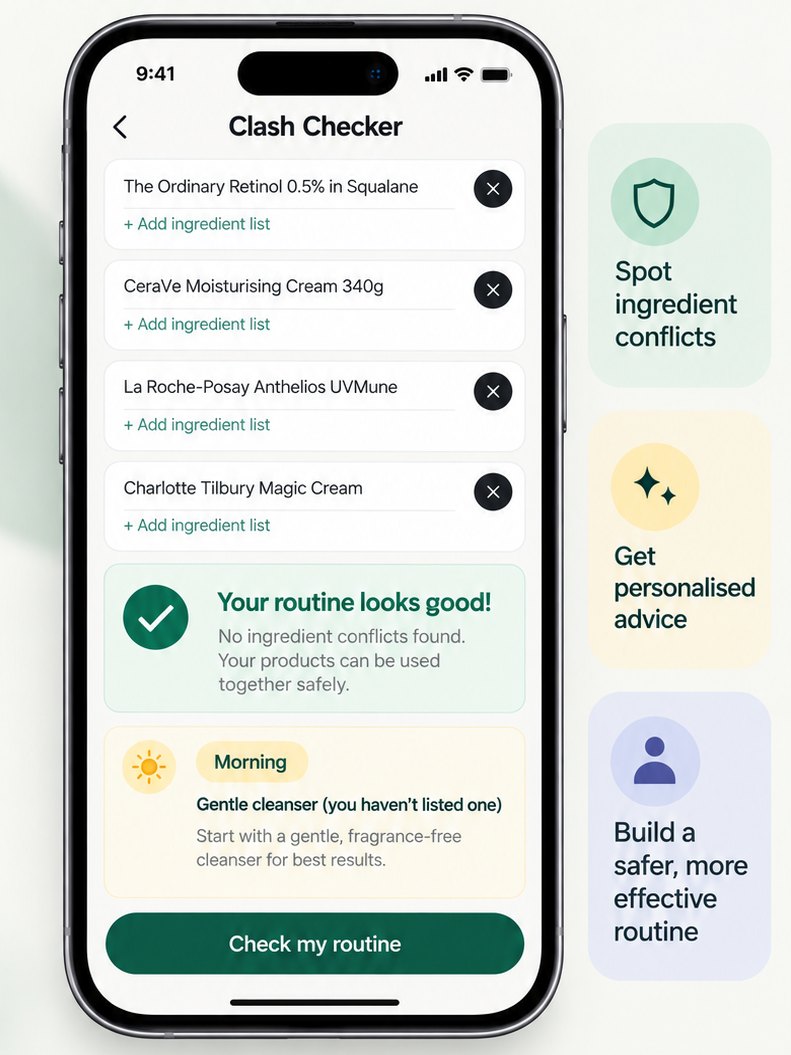 9:41
Clash Checker
The Ordinary Retinol 0.5% in Squalane
+ Add ingredient list
CeraVe Moisturising Cream 340g
+ Add ingredient list
La Roche-Posay Anthelios UVMune
+ Add ingredient list
Charlotte Tilbury Magic Cream
+ Add ingredient list
Your routine looks good!
No ingredient conflicts found.
Your products can be used
together safely.
Morning
Gentle cleanser (you haven't listed one)
Start with a gentle, fragrance-free
cleanser for best results.
Check my routine
Spot
ingredient
conflicts
Get
personalised
advice
Build a
safer, more
effective
routine